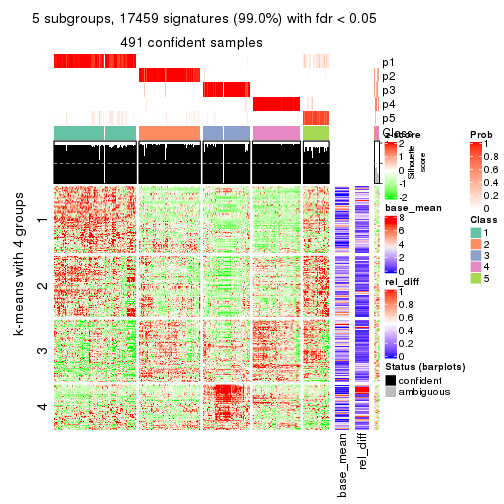 5 subgroups, 17459 signatures (99.0%) with fdr < 0.05
491 confident samples
p1
p2
p3
p4
p5
Class
Silhouette
score
k-means with 4 groups
1
2
3
4
base_mean
rel_diff
z-score
2
1
0
-1
-2
base_mean
8
6
4
2
0
rel_diff
1
0.8
0.6
0.4
0.2
0
Status (barplots)
confident
ambiguous
Prob
1
0.8
0.6
0.4
0.2
0
Class
1
2
3
4
5